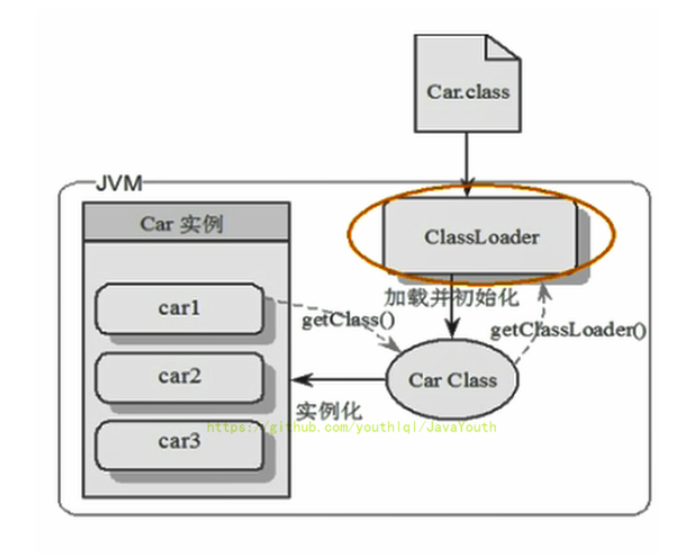 Car.class
JVM
Car 实例
ClassLoader
加载并初始化
car1
getClass()
getClassLoader()
car2
Car Class
实例化
https://github.com/youthlql/JavaYouth
car3